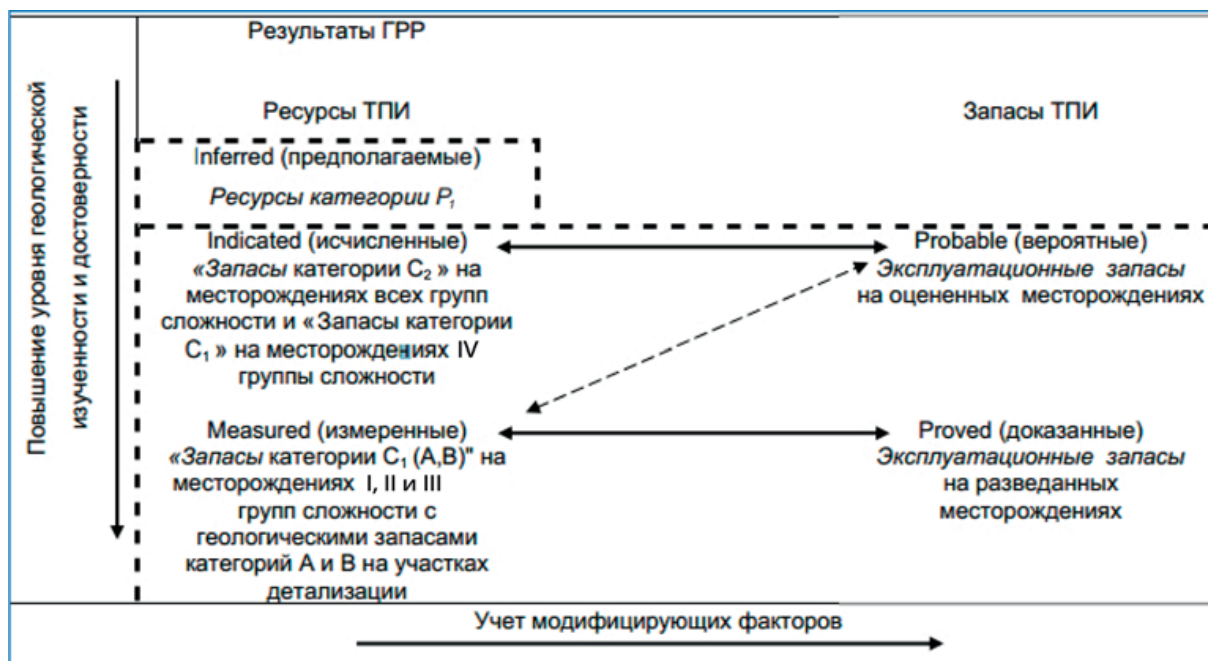 Повышение уровня геологической
изученности и достоверности
Результаты ГРР
Ресурсы ТПИ
Запасы ТПИ
Inferred (предполагаемые)
Ресурсы категории P₁
Indicated (исчисленные)
«Запасы категории C₂ » на
месторождениях всех групп
сложности и «Запасы категории
C₁ » на месторождениях IV
группы сложности
Probable (вероятные)
Эксплуатационные запасы
на оцененных месторождениях
Measured (измеренные)
«Запасы категории C₁ (A,B)" на
месторождениях I, II и III
групп сложности с
геологическими запасами
категорий А и В на участках
детализации
Proved (доказанные)
Эксплуатационные запасы
на разведанных
месторождениях
Учет модифицирующих факторов